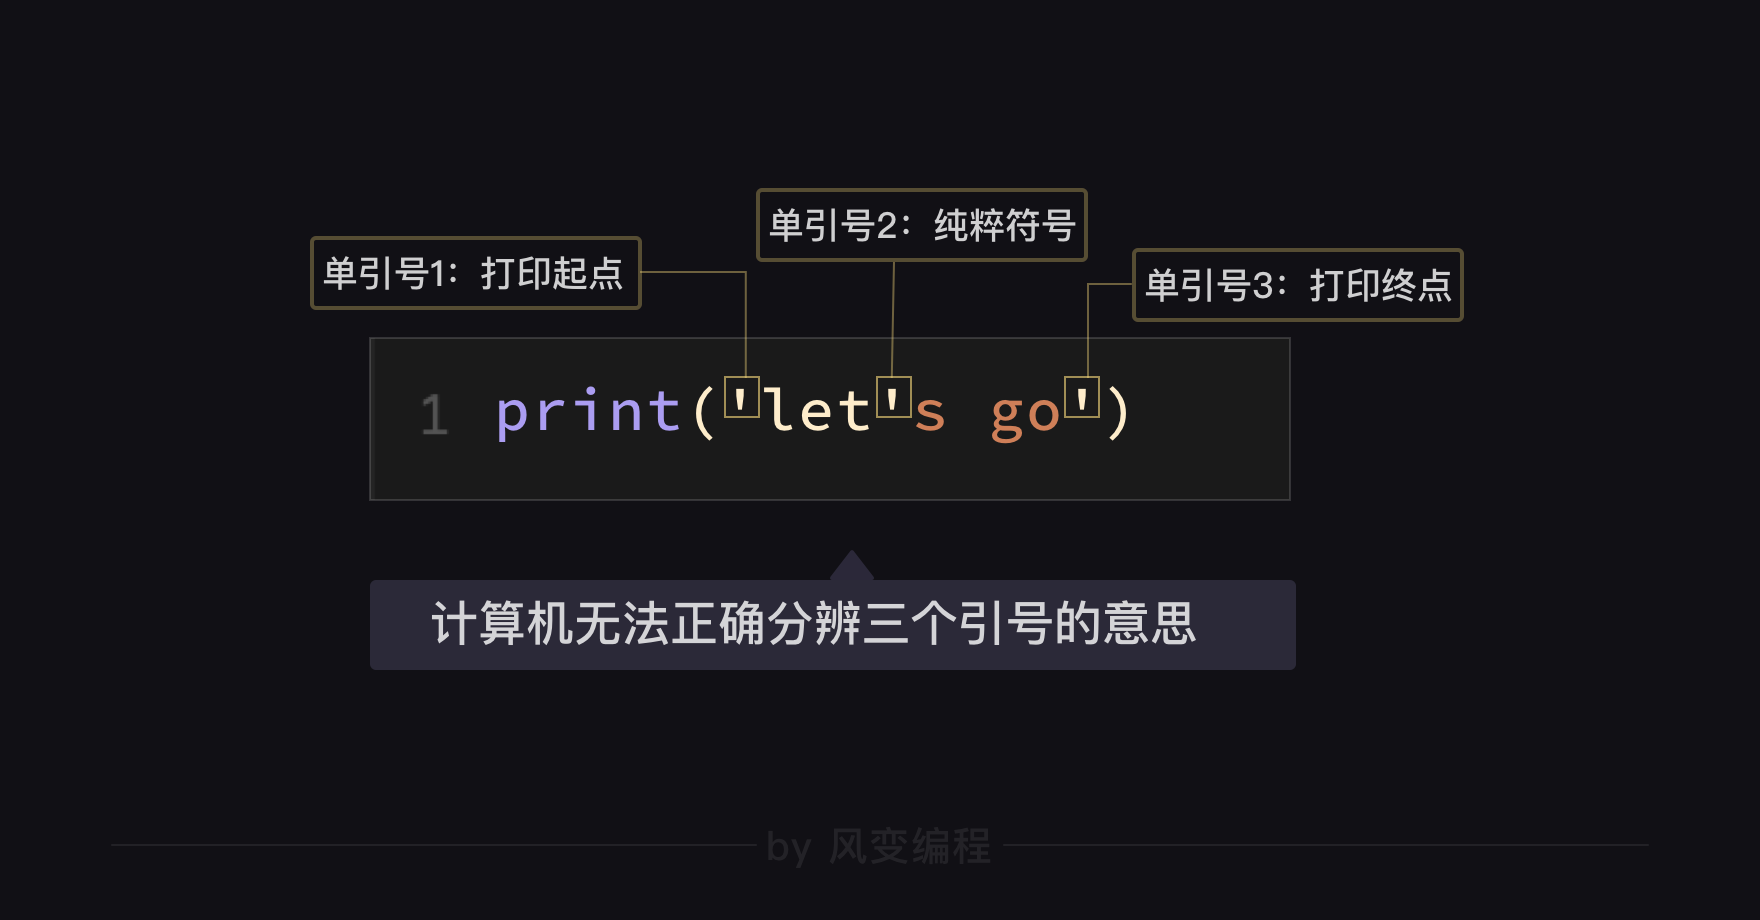 单引号2：纯粹符号
单引号1：打印起点
单引号3：打印终点
1 print('let's go')
计算机无法正确分辨三个引号的意思
by 风变编程